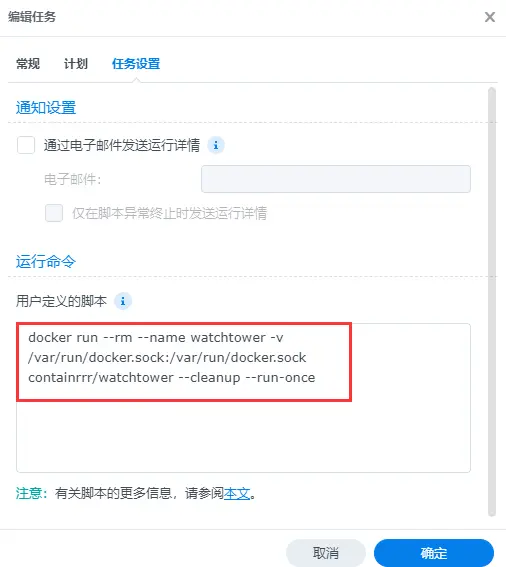 编辑任务
常规 计划 任务设置
通知设置
通过电子邮件发送运行详情 i
电子邮件:
仅在脚本异常终止时发送运行详情
运行命令
用户定义的脚本 i
docker run --rm --name watchtower -v
/var/run/docker.sock:/var/run/docker.sock
containrrr/watchtower --cleanup --run-once
注意：有关脚本的更多信息，请参阅本文。
取消 确定